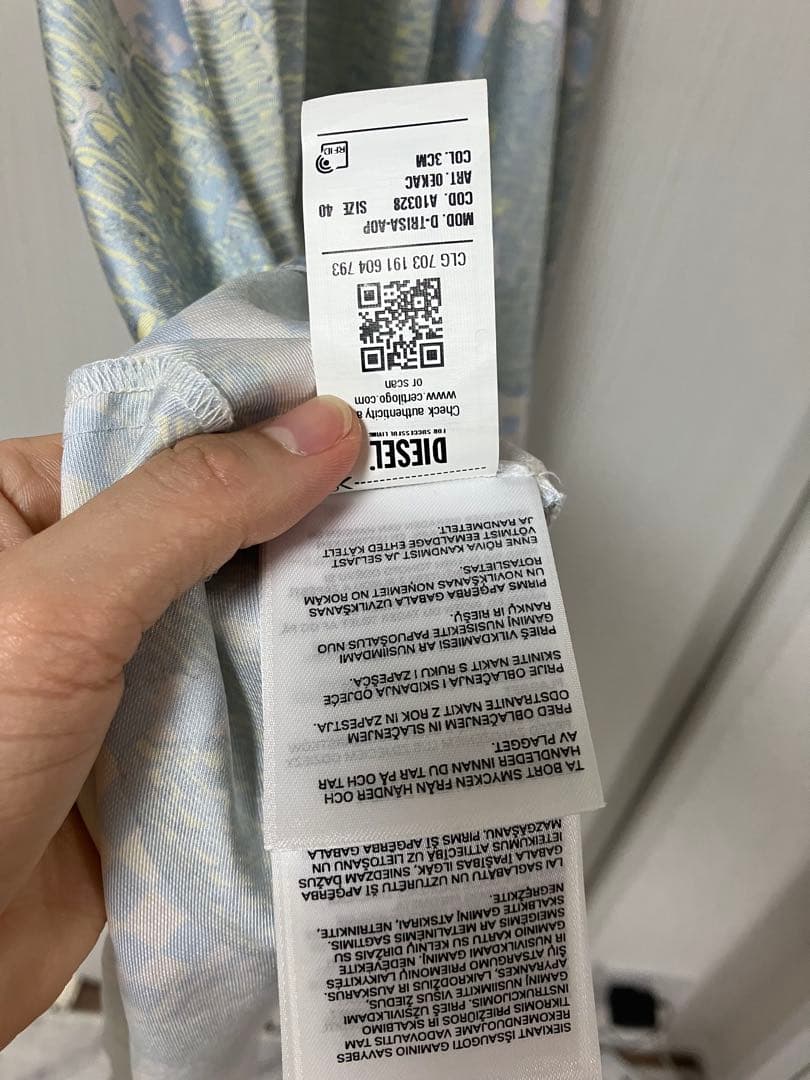 SIEKIANT IŠSAUGOTI GAMINIO SAVYBES
REKOMENDUOJAME VADOVAUTIS TAM
TIKROMIS PRIEŽIŪROS IR SKALBIMO
INSTRUKCIJOMIS. PRIEŠ UŽSIVILKDAMI
GAMINĮ NUSIIMKITE VISUS ŽIEDUS,
APYRANKES, LAIKRODŽIUS IR AUSKARUS.
ŠIŲ ATSARGUMO PRIEMONIŲ LAIKYKITĖS
IR NUSIVILKDAMI GAMINĮ. NEDĖVĖKITE
GAMINIO KARTU SU KELNIŲ DIRŽAIS SU
SMEIGĖMIS AR METALINĖMIS SAGTIMIS.
SKALBKITE GAMINĮ ATSKIRAI, NETRINKITE,
NEGRĘŽKITE.
LAI SAGLABĀTU UN UZTURĒTU ŠĪ APĢĒRBA
GABALA ĪPAŠĪBAS ILGĀK, SNIEDZAM DAŽUS
IETEIKUMUS ATTIECĪBĀ UZ LIETOŠANU UN
MAZGĀŠANU. PIRMS ŠĪ APĢĒRBA GABALA
TA BORT SMYCKEN FRÅN HÄNDER OCH
HANDLEDER INNAN DU TAR PÅ OCH TAR
AV PLAGGET.
PRED OBLAČENJEM IN SLAČENJEM
ODSTRANITE NAKIT Z ROK IN ZAPESTJA.
PRIJE OBLAČENJA I SKIDANJA ODJEĆE
SKINITE NAKIT S RUKU I ZAPEŠĆA.
PRIEŠ VILKDAMIESI AR NUSIIMDAMI
GAMINĮ NUSISEKITE PAPUOŠALUS NUO
RANKŲ IR RIEŠŲ.
PIRMS APĢĒRBA GABALA UZVILKŠANAS
UN NOVILKŠANAS NOŅEMIET NO ROKĀM
ROTASLIETAS.
ENNE RÕIVA KANDMIST JA SELJAST
VÕTMIST EEMALDAGE EHTED KÄTELT
JA RANDMETELT.
DIESEL
FOR SUCCESSFUL LIVING
Check authenticity a
www.certilogo.com
or scan
CLG 703 191 604 793
MOD. D-TRISA-AOP
COD. A10328 SIZE 40
ART. 0EKAC
COL. 3CM
RFID